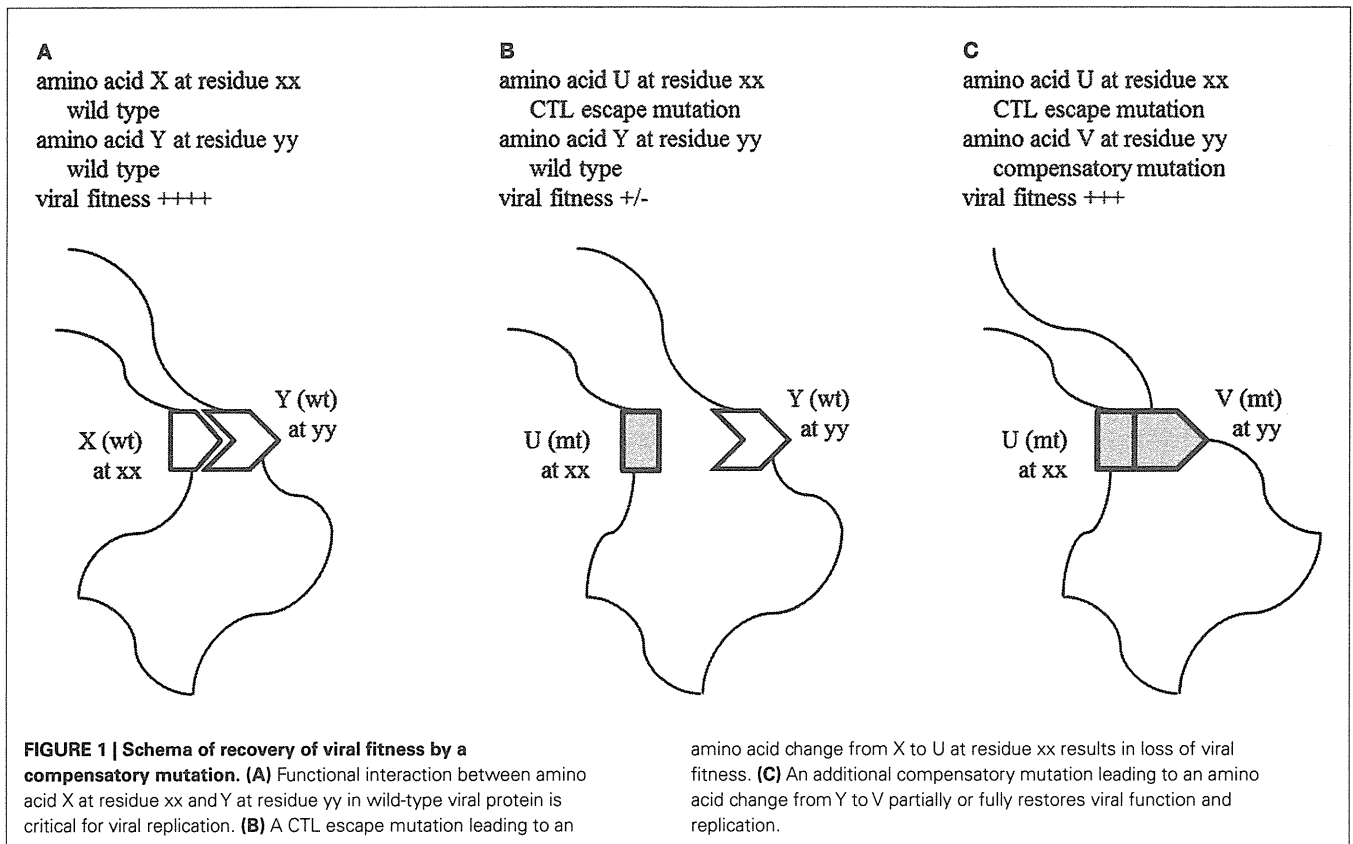 A
amino acid X at residue xx
wild type
amino acid Y at residue yy
wild type
viral fitness ++++
B
amino acid U at residue xx
CTL escape mutation
amino acid Y at residue yy
wild type
viral fitness +/-
C
amino acid U at residue xx
CTL escape mutation
amino acid V at residue yy
compensatory mutation
viral fitness +++
X (wt)
at xx
Y (wt)
at yy
U (mt)
at xx
Y (wt)
at yy
U (mt)
at xx
V (mt)
at yy
FIGURE 1 | Schema of recovery of viral fitness by a
compensatory mutation. (A) Functional interaction between amino
acid X at residue xx and Y at residue yy in wild-type viral protein is
critical for viral replication. (B) A CTL escape mutation leading to an
amino acid change from X to U at residue xx results in loss of viral
fitness. (C) An additional compensatory mutation leading to an amino
acid change from Y to V partially or fully restores viral function and
replication.